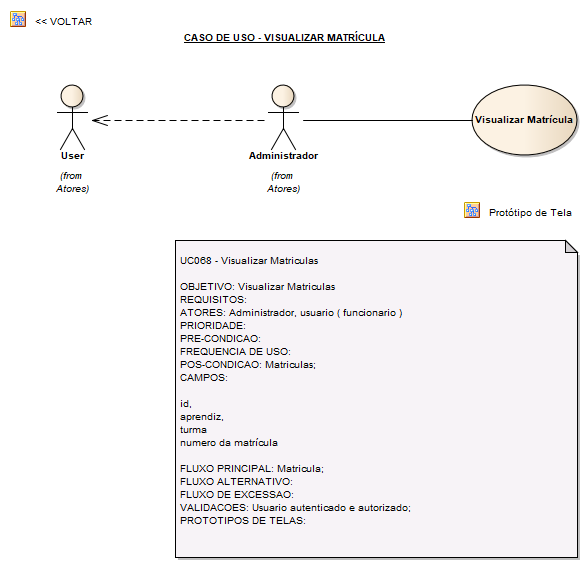 << VOLTAR
CASO DE USO - VISUALIZAR MATRÍCULA
Visualizar Matrícula
User
Administrador
(from
Atores)
(from
Atores)
Protótipo de Tela
UC068 - Visualizar Matriculas
OBJETIVO: Visualizar Matriculas
REQUISITOS:
ATORES: Administrador, usuario ( funcionario )
PRIORIDADE:
PRE-CONDICAO:
FREQUENCIA DE USO:
POS-CONDICAO: Matriculas;
CAMPOS:
id,
aprendiz,
turma
numero da matrícula
FLUXO PRINCIPAL: Matricula;
FLUXO ALTERNATIVO:
FLUXO DE EXCESSAO:
VALIDACOES: Usuario autenticado e autorizado;
PROTOTIPOS DE TELAS: